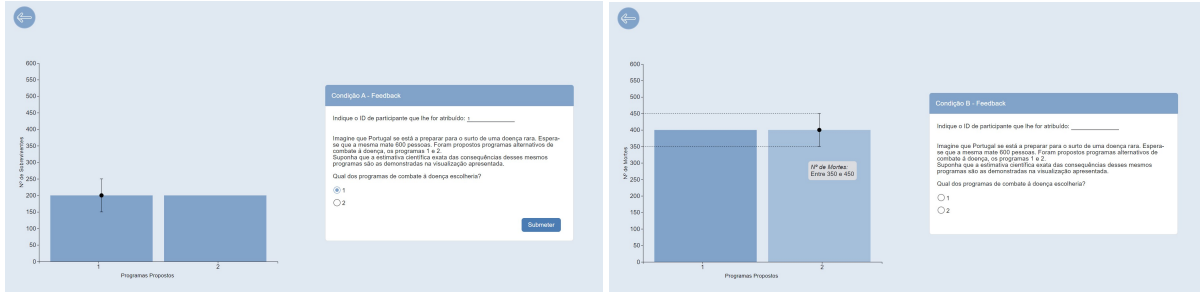 600
550
500
450
400
350
300
250
200
150
100
50
0
Nº de Sobreviventes
1
2
Programas Propostos
Condição A - Feedback
Indique o ID de participante que lhe for atribuído: 1
Imagine que Portugal se está a preparar para o surto de uma doença rara. Espera-
se que a mesma mate 600 pessoas. Foram propostos programas alternativos de
combate à doença, os programas 1 e 2.
Suponha que a estimativa científica exata das consequências desses mesmos
programas são as demonstradas na visualização apresentada.
Qual dos programas de combate à doença escolheria?
1
2
Submeter
600
550
500
450
400
350
300
250
200
150
100
50
0
Nº de Mortes
Nº de Mortes:
Entre 350 e 450
1
2
Programas Propostos
Condição B - Feedback
Indique o ID de participante que lhe for atribuído:
Imagine que Portugal se está a preparar para o surto de uma doença rara. Espera-
se que a mesma mate 600 pessoas. Foram propostos programas alternativos de
combate à doença, os programas 1 e 2.
Suponha que a estimativa científica exata das consequências desses mesmos
programas são as demonstradas na visualização apresentada.
Qual dos programas de combate à doença escolheria?
1
2